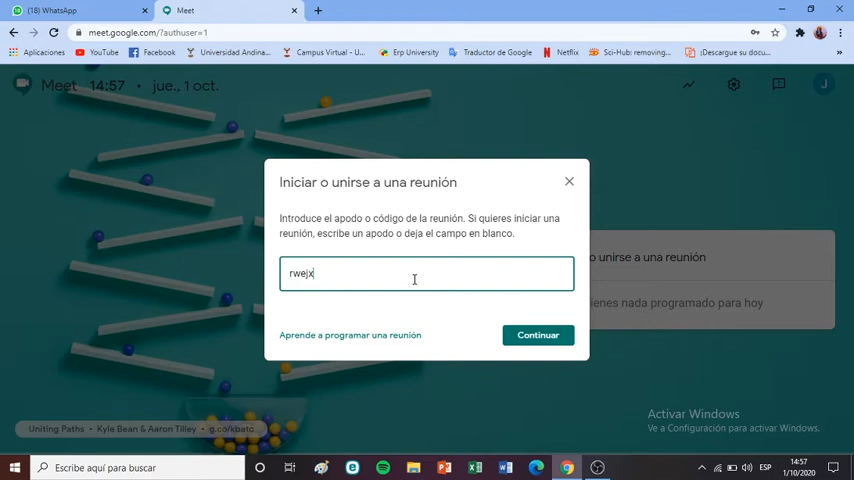 (18) WhatsApp
Meet
meet.google.com/?authuser=1
Aplicaciones
YouTube
Facebook
Universidad Andina...
Campus Virtual - U...
Erp University
Traductor de Google
Netflix
Sci-Hub: removing...
¡Descargue su docu...
Meet 14:57 • jue., 1 oct.
J
Iniciar o unirse a una reunión
Introduce el apodo o código de la reunión. Si quieres iniciar una
reunión, escribe un apodo o deja el campo en blanco.
o unirse a una reunión
rwejx
ienes nada programado para hoy
Aprende a programar una reunión
Continuar
Activar Windows
Ve a Configuración para activar Windows.
Uniting Paths • Kyle Bean & Aaron Tilley • g.co/kbatc
Escribe aquí para buscar
ESP
14:57
1/10/2020